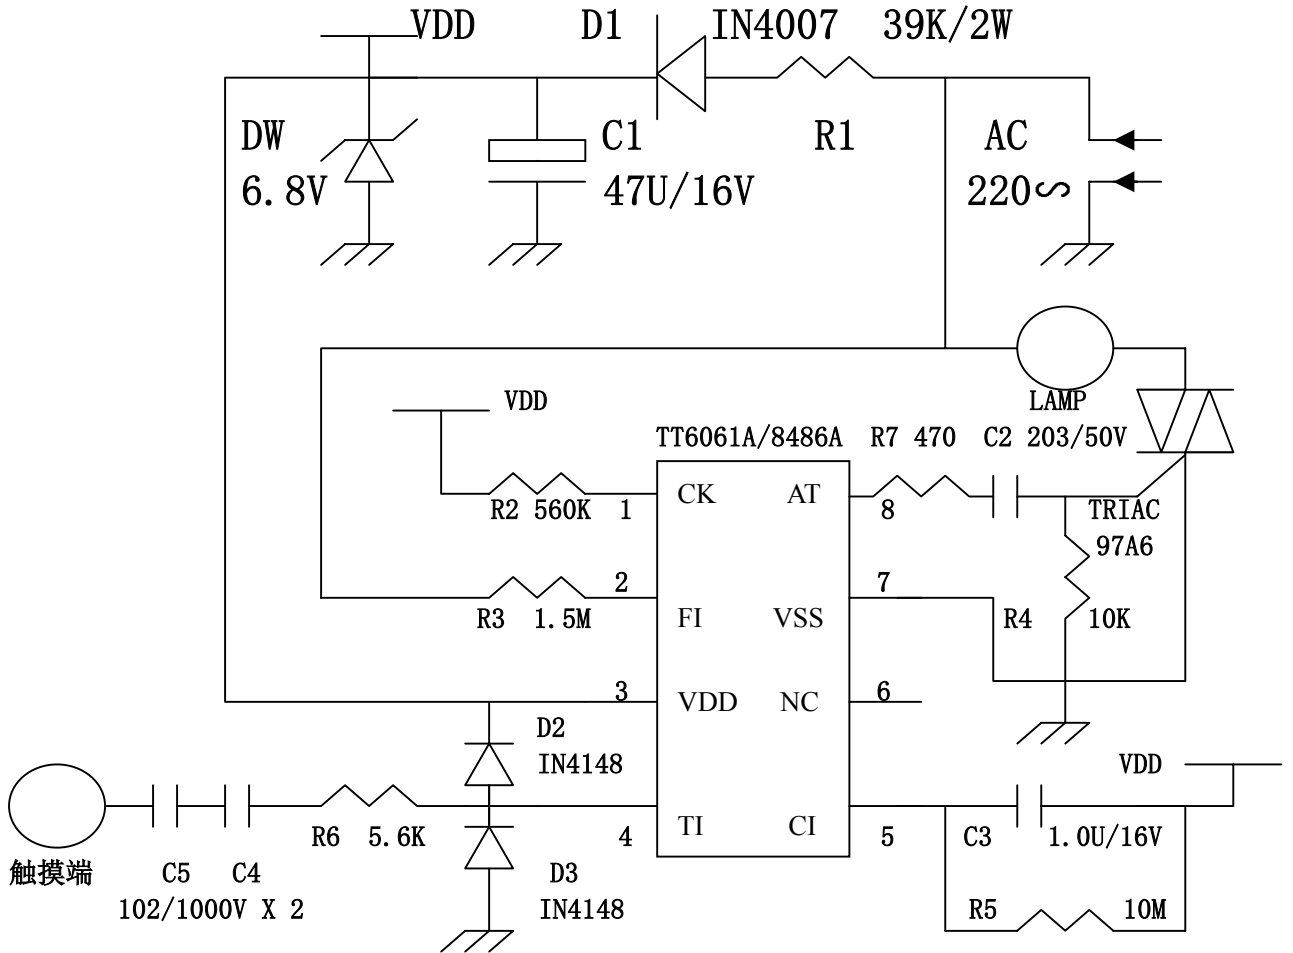 VDD D1 IN4007 39K/2W
DW C1 R1 AC
6.8V 47U/16V 220∽
VDD LAMP
TT6061A/8486A R7 470 C2 203/50V
CK AT
R2 560K 1 8 TRIAC
97A6
2 7
R3 1.5M FI VSS R4 10K
3 6
VDD NC
D2
IN4148 VDD
TI CI
R6 5.6K 4 5 C3 1.0U/16V
触摸端 C5 C4 D3
102/1000V X 2 IN4148 R5 10M